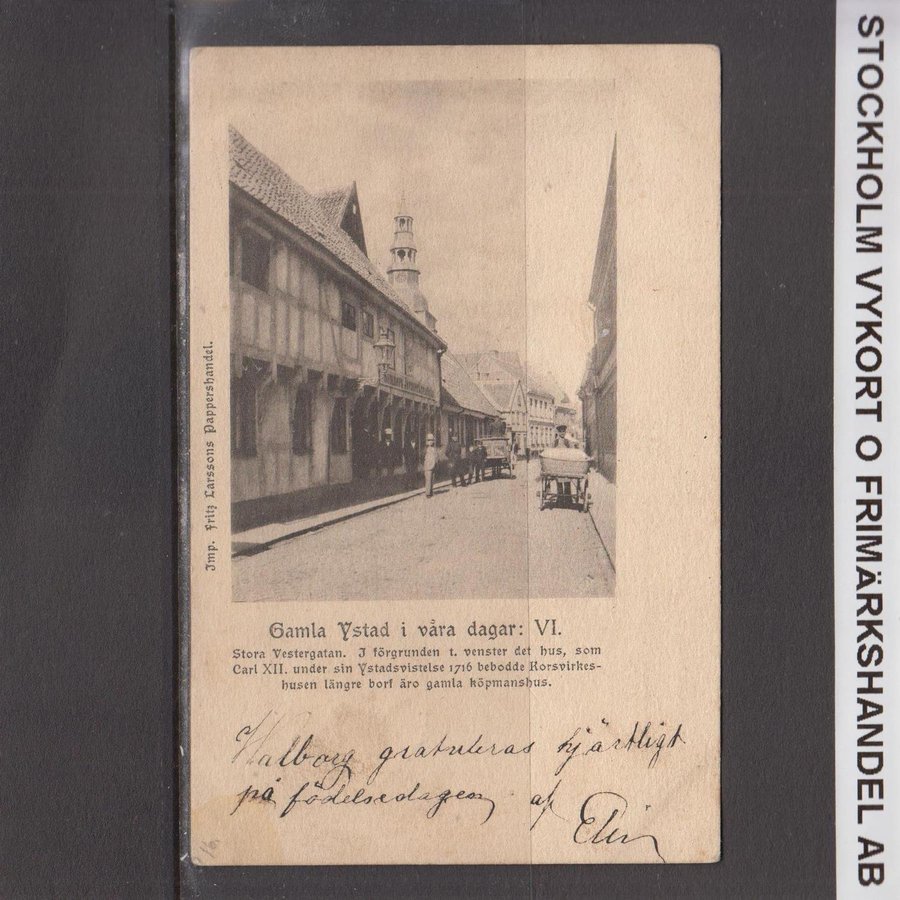 Imp. Fritz Larssons Pappershandel.
Gamla Ystad i våra dagar: VI.
Stora Vestergatan. I förgrunden t. venster det hus, som
Carl XII. under sin Ystadsvistelse 1716 bebodde Korsvirkes-
husen längre bort äro gamla köpmanshus.
Walborg gratuleras hjärtligt
på födelsedagen af
Elin
STOCKHOLM VYKORT O FRIMÄRKSHANDEL AB